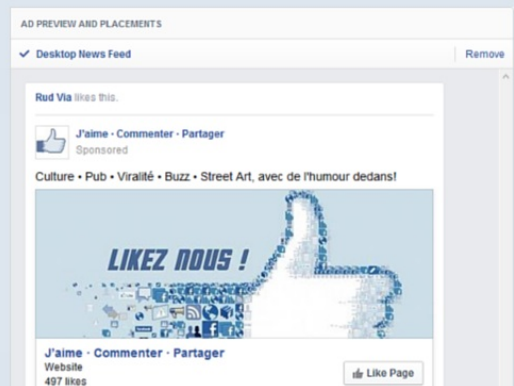 AD PREVIEW AND PLACEMENTS
Desktop News Feed Remove
Rud Via likes this.
J'aime · Commenter · Partager
Sponsored
Culture • Pub • Viralité • Buzz • Street Art, avec de l'humour dedans!
LIKEZ NOUS !
J'aime · Commenter · Partager
Website
497 likes
Like Page